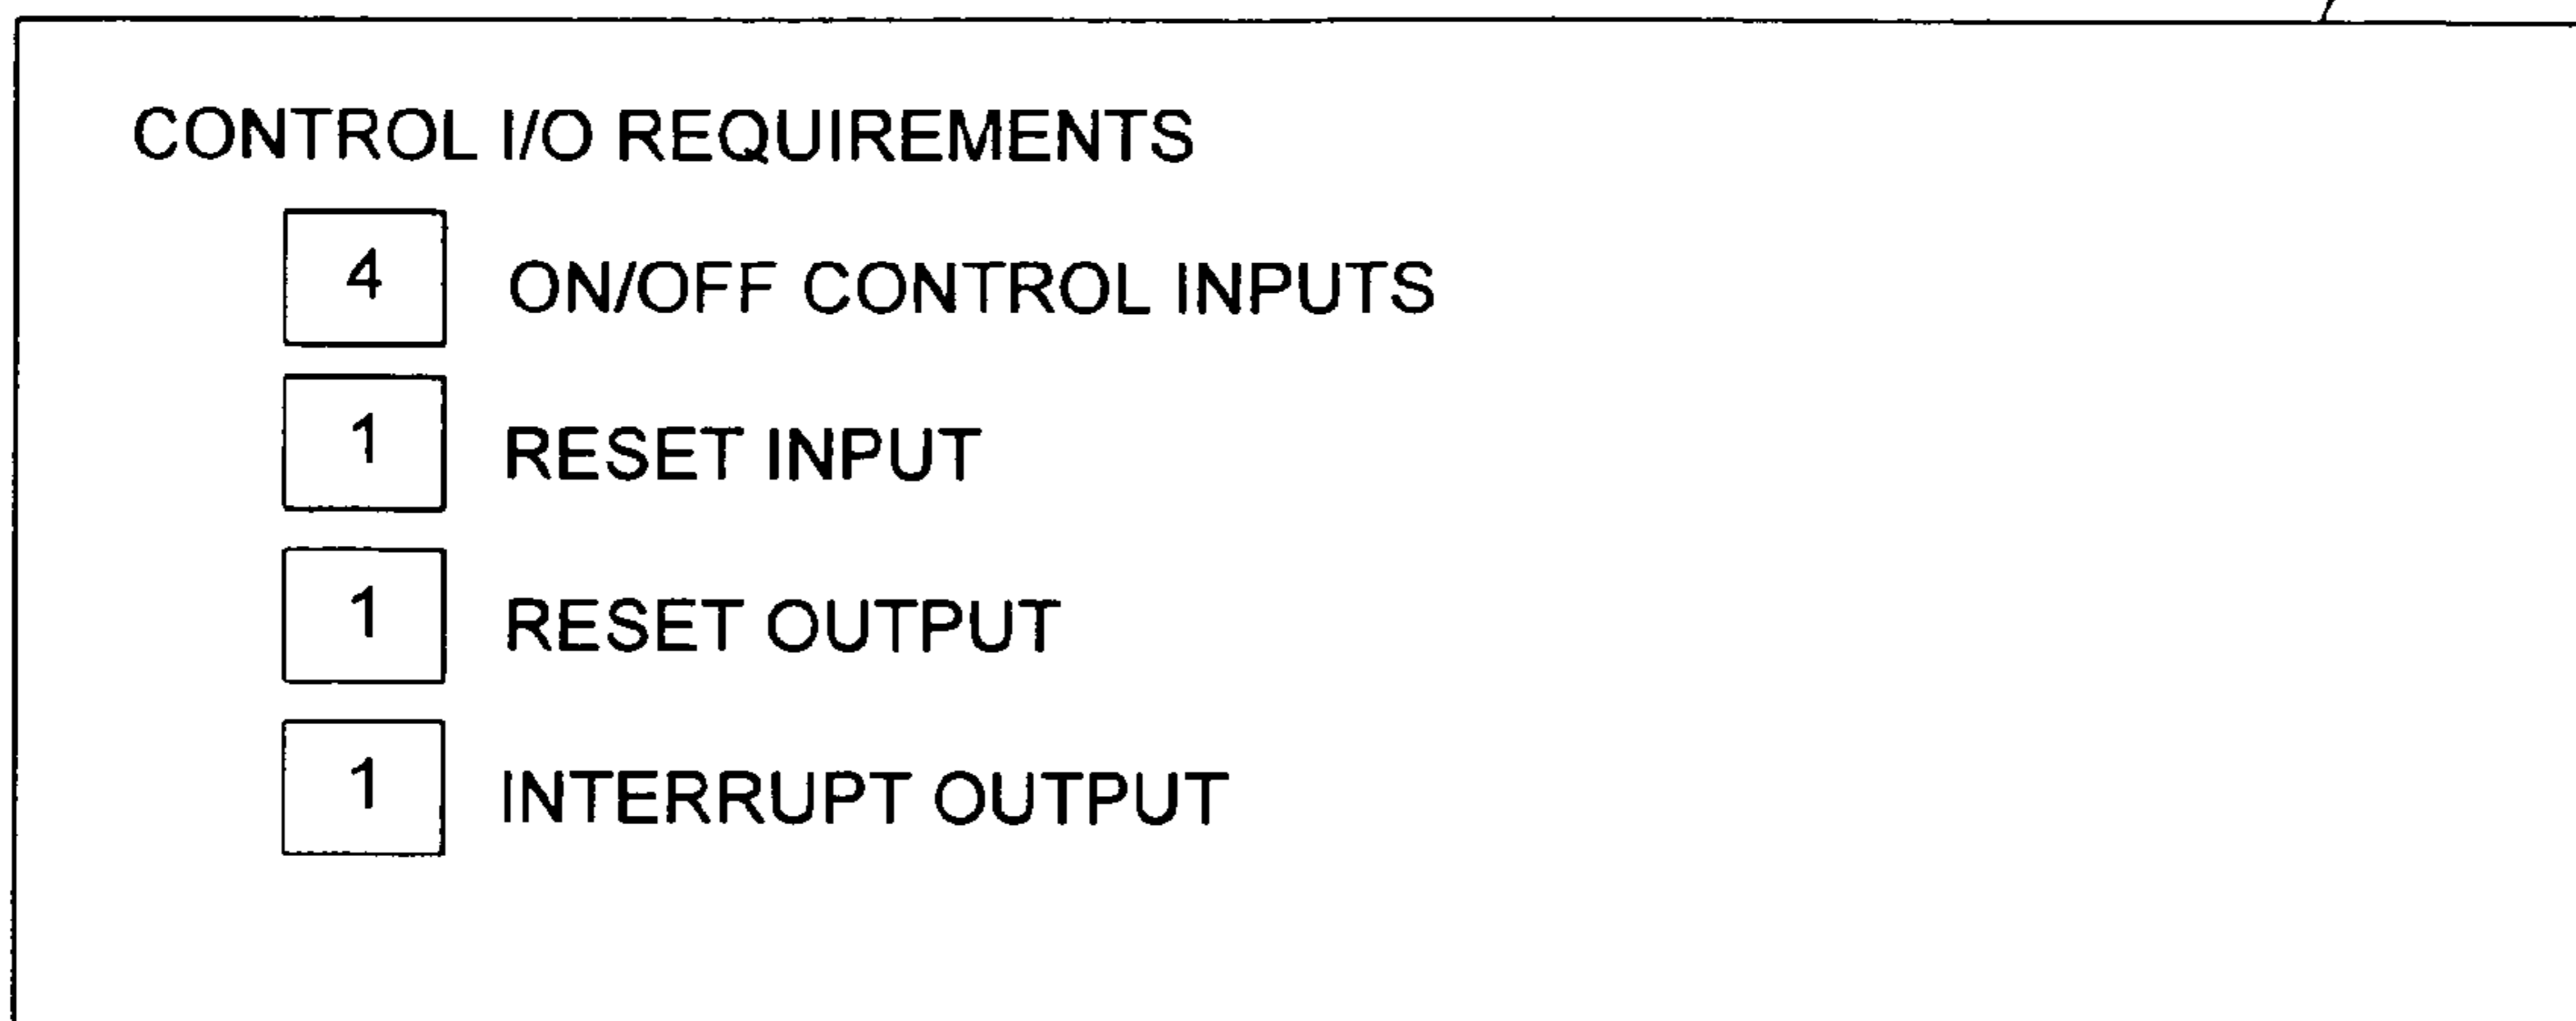 CONTROL I/O REQUIREMENTS
4 ON/OFF CONTROL INPUTS
1 RESET INPUT
1 RESET OUTPUT
1 INTERRUPT OUTPUT